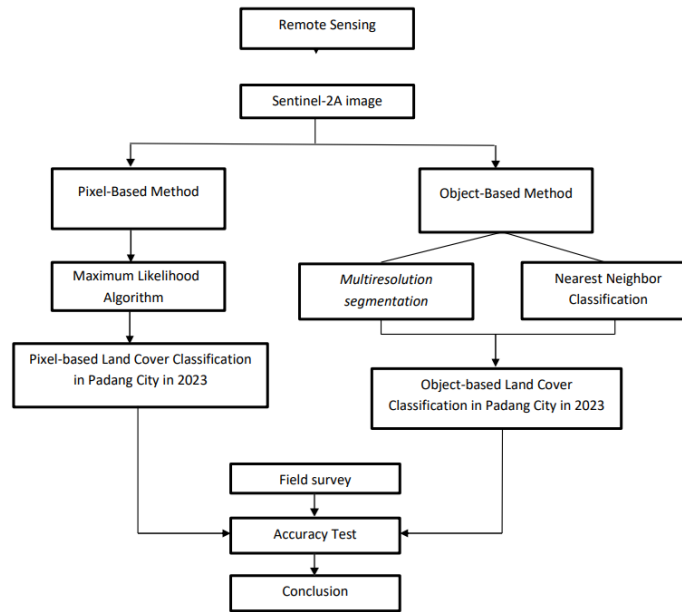 Remote Sensing
Sentinel-2A image
Pixel-Based Method
Object-Based Method
Maximum Likelihood
Algorithm
Multiresolution
segmentation
Nearest Neighbor
Classification
Pixel-based Land Cover Classification
in Padang City in 2023
Object-based Land Cover
Classification in Padang City in 2023
Field survey
Accuracy Test
Conclusion